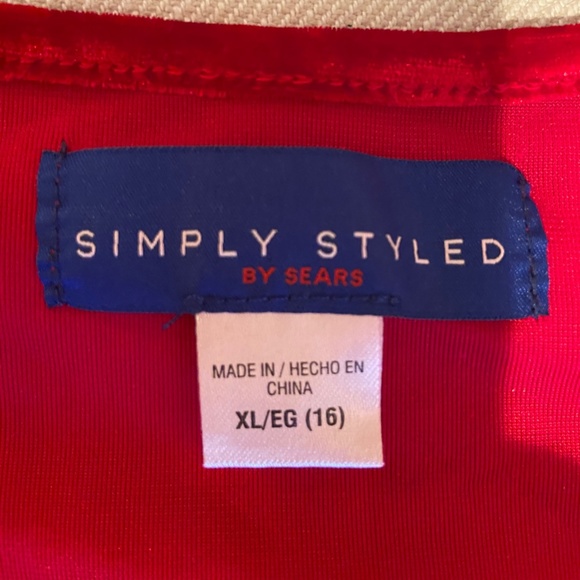 SIMPLY STYLED
BY SEARS
MADE IN / HECHO EN
CHINA
XL/EG (16)